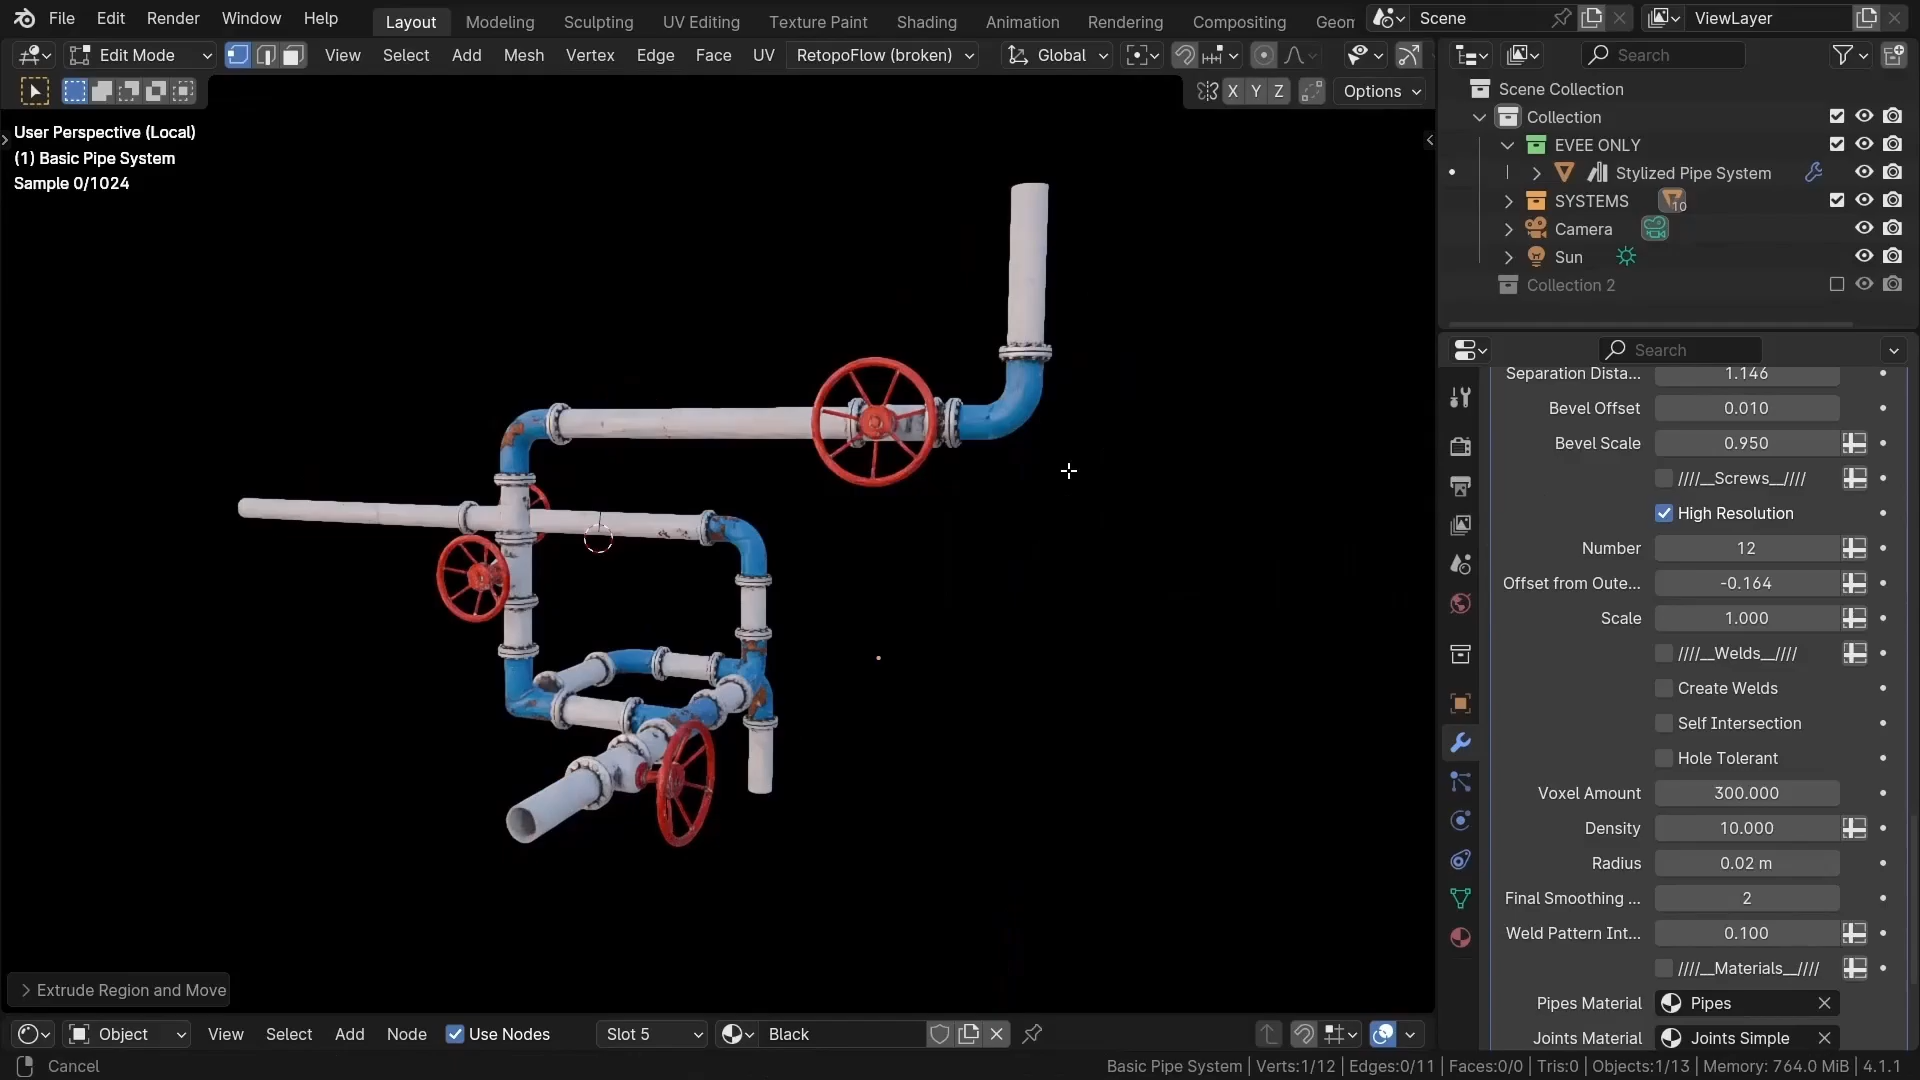 File Edit Render Window Help Layout Modeling Sculpting UV Editing Texture Paint Shading Animation Rendering Compositing Geom Scene ViewLayer
Edit Mode View Select Add Mesh Vertex Edge Face UV RetopoFlow (broken) Global Search
X Y Z Options
User Perspective (Local)
(1) Basic Pipe System
Sample 0/1024
Scene Collection
Collection
EVEE ONLY
Stylized Pipe System
SYSTEMS 10
Camera
Sun
Collection 2
Search
Separation Dista... 1.146
Bevel Offset 0.010
Bevel Scale 0.950
////__Screws__////
High Resolution
Number 12
Offset from Oute... -0.164
Scale 1.000
////__Welds__////
Create Welds
Self Intersection
Hole Tolerant
Voxel Amount 300.000
Density 10.000
Radius 0.02 m
Final Smoothing ... 2
Weld Pattern Int... 0.100
////__Materials__////
Pipes Material Pipes
Joints Material Joints Simple
Extrude Region and Move
Object View Select Add Node Use Nodes Slot 5 Black
Cancel
Basic Pipe System | Verts:1/12 | Edges:0/11 | Faces:0/0 | Tris:0 | Objects:1/13 | Memory: 764.0 MiB | 4.1.1